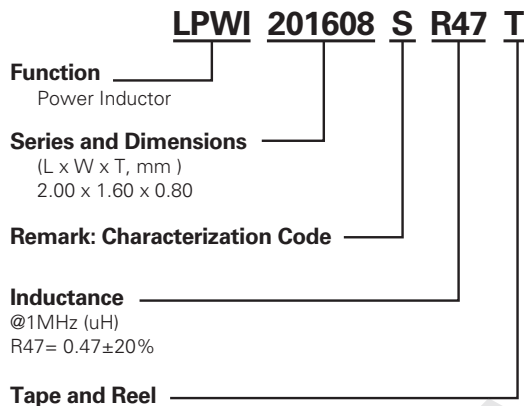 LPWI 201608 S R47 T
Function
Power Inductor
Series and Dimensions
(L x W x T, mm )
2.00 x 1.60 x 0.80
Remark: Characterization Code
Inductance
@1MHz (uH)
R47= 0.47±20%
Tape and Reel